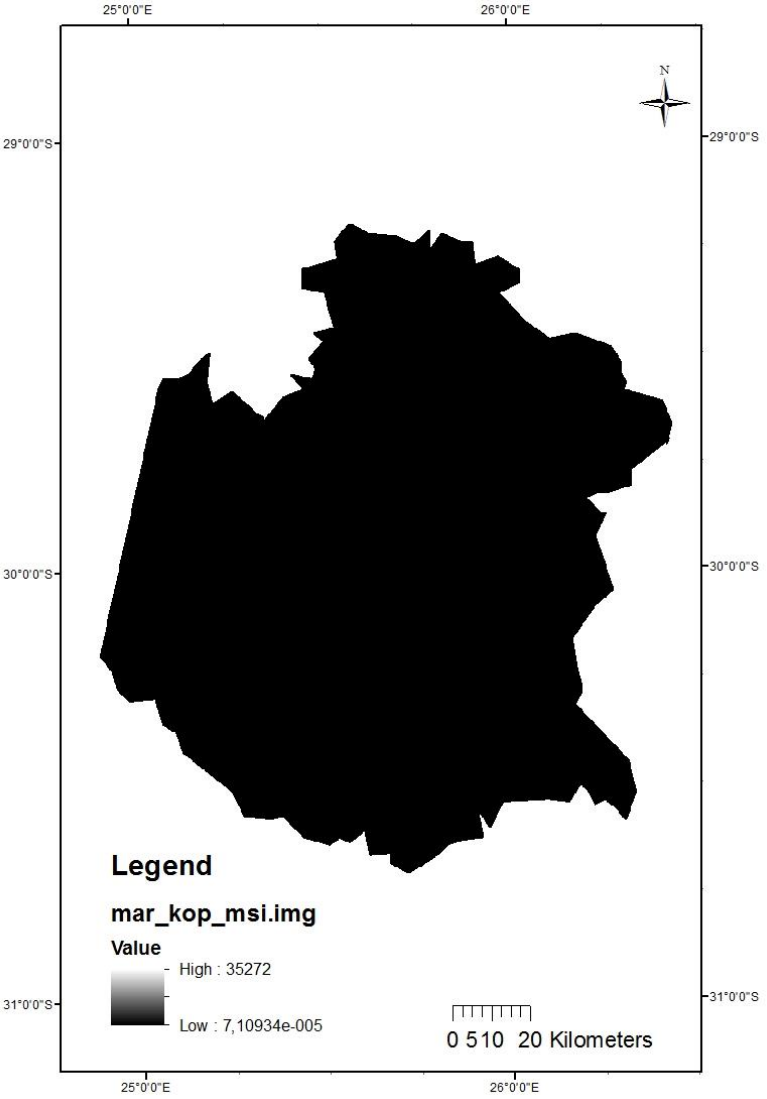 25°0'0"E 26°0'0"E
N
29°0'0"S 29°0'0"S
30°0'0"S 30°0'0"S
Legend
mar_kop_msi.img
Value
High : 35272
Low : 7,10934e-005
31°0'0"S 31°0'0"S
0 510 20 Kilometers
25°0'0"E 26°0'0"E